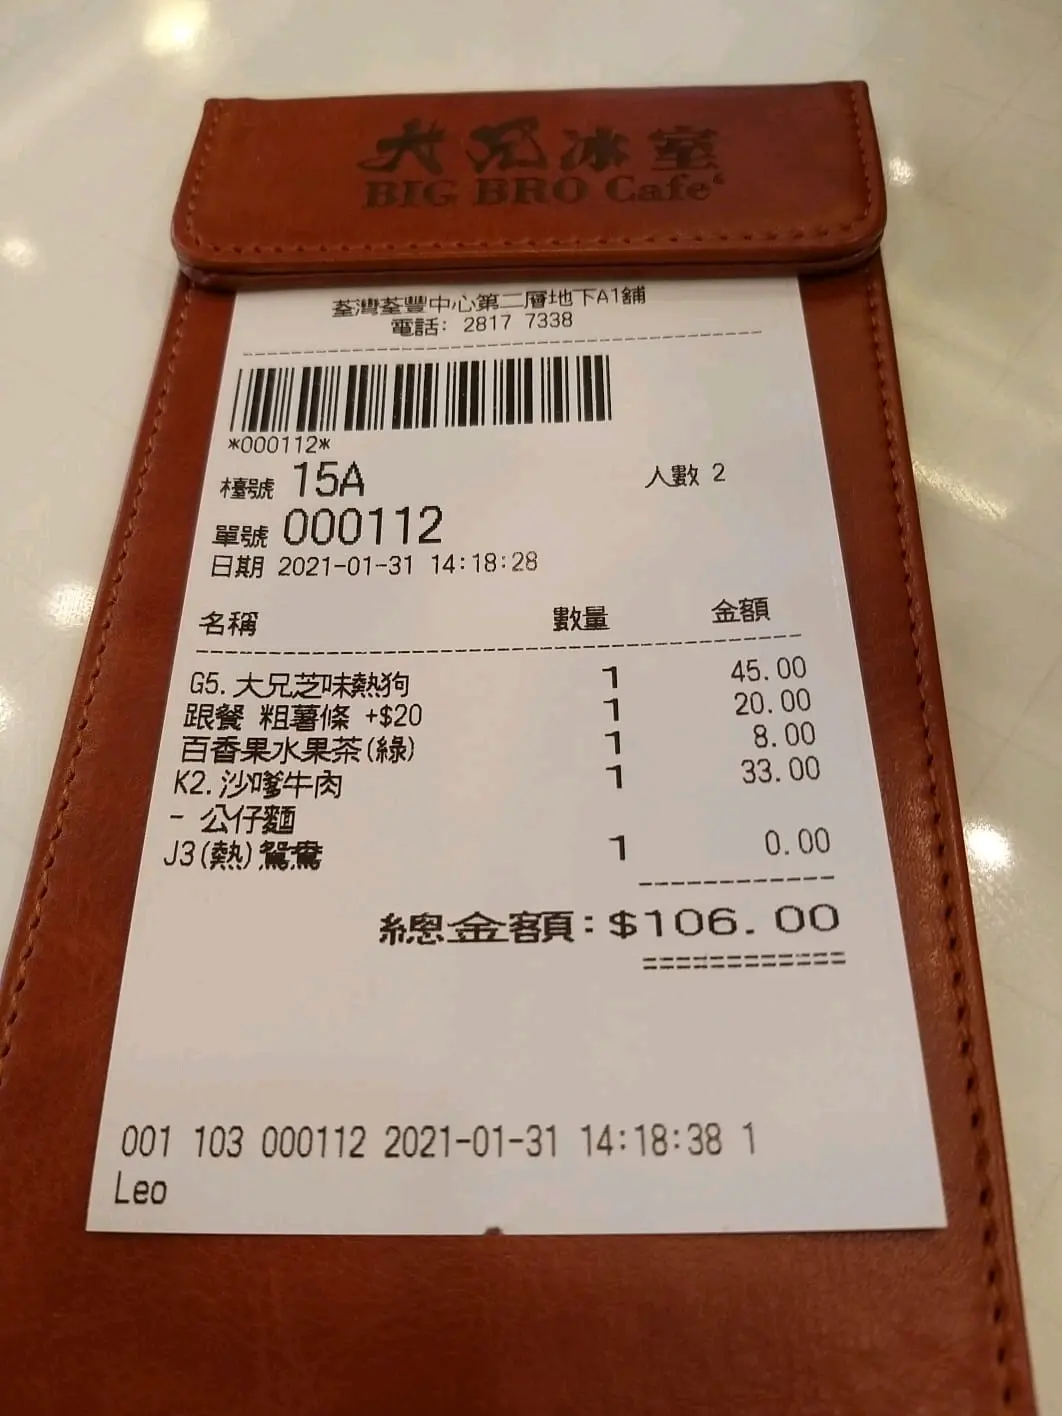 大兄冰室
BIG BRO Cafe
荃灣荃豐中心第二層地下A1舖
電話: 2817 7338
*000112*
檯號 15A 人數 2
單號 000112
日期 2021-01-31 14:18:28
名稱 數量 金額
G5. 大兄芝味熱狗 1 45.00
跟餐 粗薯條 +$20 1 20.00
百香果水果茶(綠) 1 8.00
K2. 沙嗲牛肉 1 33.00
- 公仔麵
J3(熱)鴛鴦 1 0.00
總金額: $106.00
001 103 000112 2021-01-31 14:18:38 1
Leo